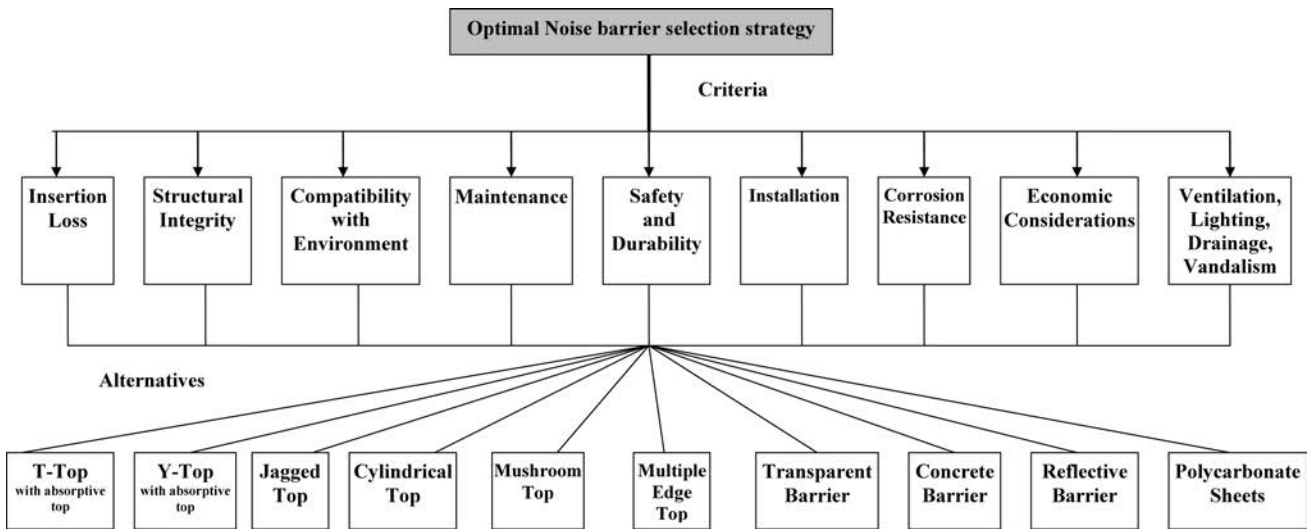 Optimal Noise barrier selection strategy
Criteria
Insertion
Loss
Structural
Integrity
Compatibility
with
Environment
Maintenance
Safety
and
Durability
Installation
Corrosion
Resistance
Economic
Considerations
Ventilation,
Lighting,
Drainage,
Vandalism
Alternatives
T-Top
with absorptive
top
Y-Top
with absorptive
top
Jagged
Top
Cylindrical
Top
Mushroom
Top
Multiple
Edge
Top
Transparent
Barrier
Concrete
Barrier
Reflective
Barrier
Polycarbonate
Sheets